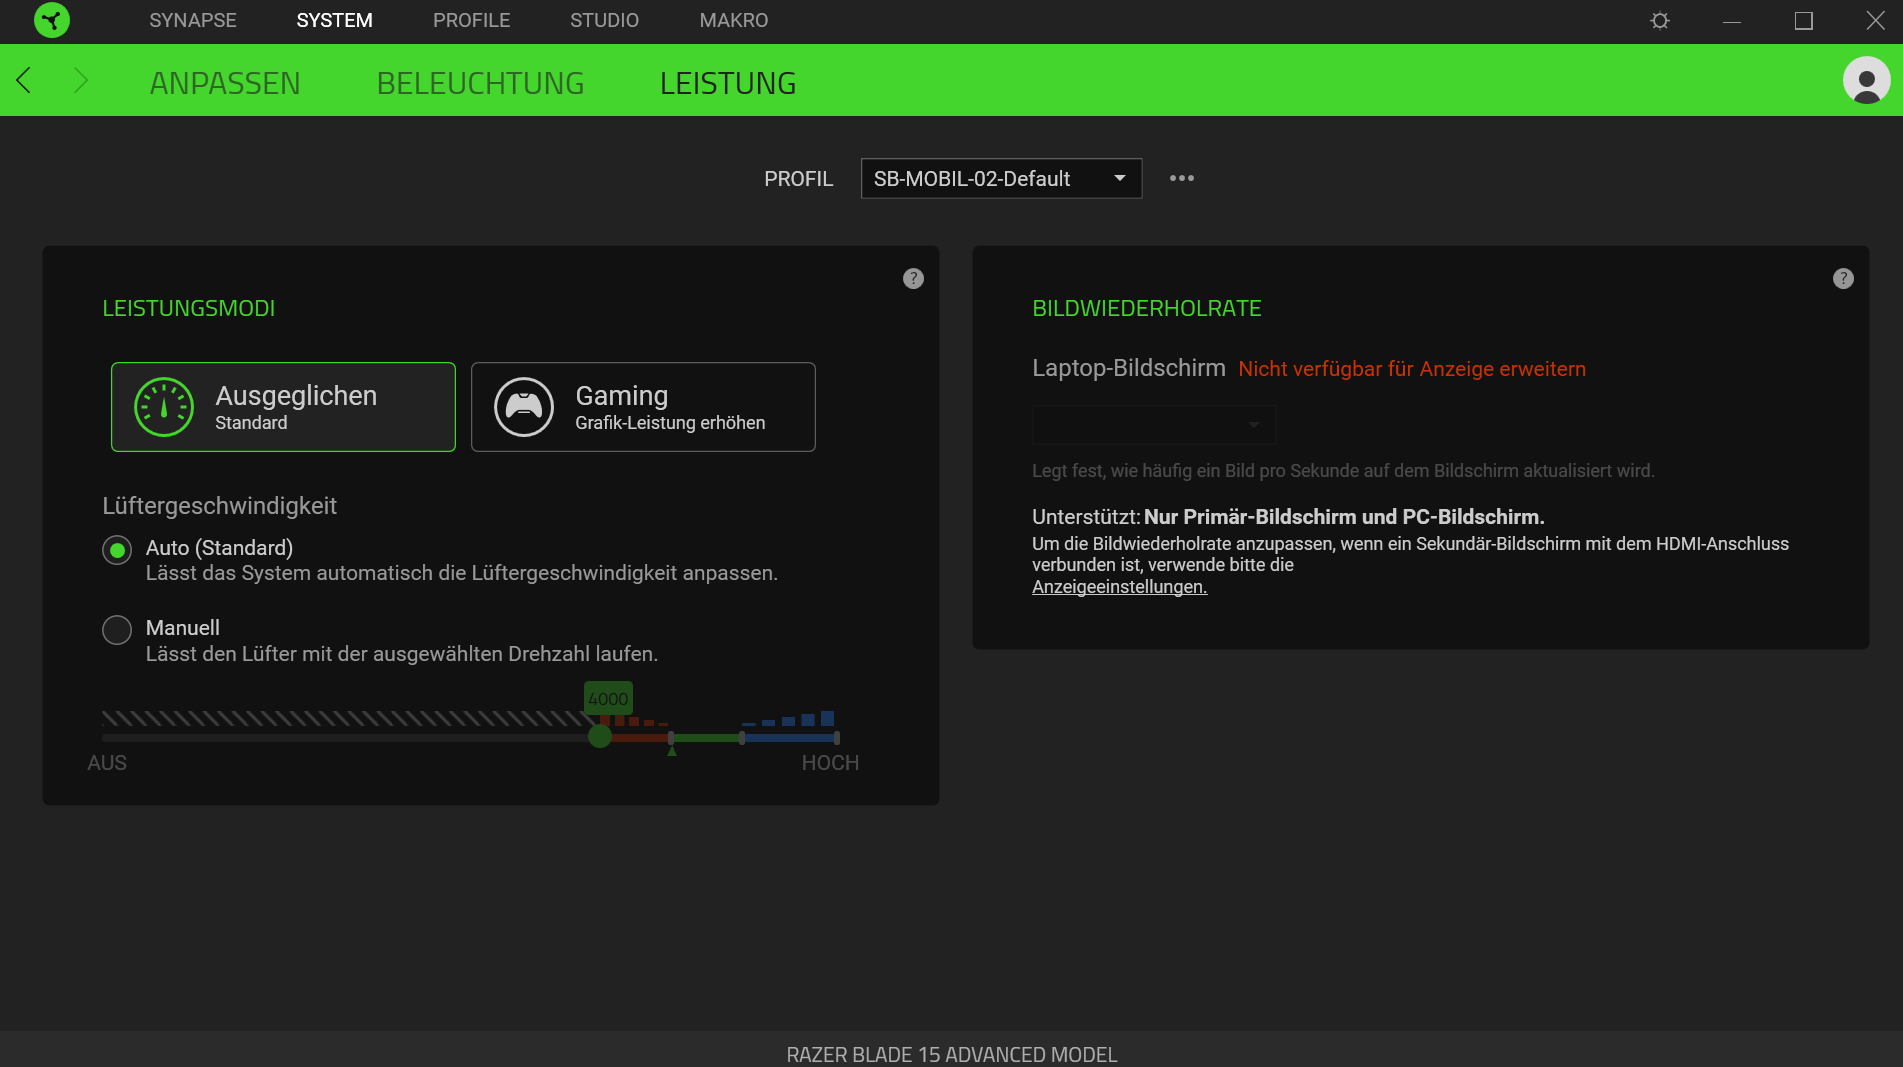 SYNAPSE SYSTEM PROFILE STUDIO MAKRO
ANPASSEN BELEUCHTUNG LEISTUNG
PROFIL SB-MOBIL-02-Default
LEISTUNGSMODI
?
Ausgeglichen
Standard
Gaming
Grafik-Leistung erhöhen
Lüftergeschwindigkeit
Auto (Standard)
Lässt das System automatisch die Lüftergeschwindigkeit anpassen.
Manuell
Lässt den Lüfter mit der ausgewählten Drehzahl laufen.
4000
AUS HOCH
BILDWIEDERHOLRATE
?
Laptop-Bildschirm Nicht verfügbar für Anzeige erweitern
Legt fest, wie häufig ein Bild pro Sekunde auf dem Bildschirm aktualisiert wird.
Unterstützt: Nur Primär-Bildschirm und PC-Bildschirm.
Um die Bildwiederholrate anzupassen, wenn ein Sekundär-Bildschirm mit dem HDMI-Anschluss
verbunden ist, verwende bitte die
Anzeigeeinstellungen.
RAZER BLADE 15 ADVANCED MODEL